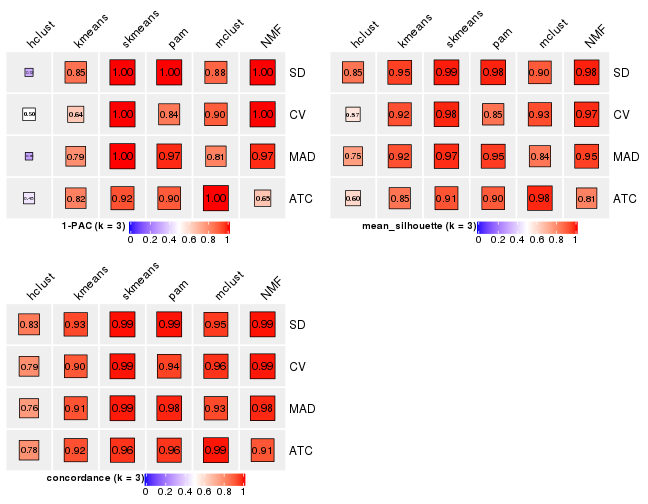 hclust kmeans skmeans pam mclust NMF
0.85 1.00 1.00 0.88 1.00 SD
0.50 0.64 1.00 0.84 0.90 1.00 CV
0.79 1.00 0.97 0.81 0.97 MAD
0.82 0.92 0.90 1.00 0.65 ATC
1-PAC (k = 3)
0 0.2 0.4 0.6 0.8 1
hclust kmeans skmeans pam mclust NMF
0.85 0.95 0.99 0.98 0.90 0.98 SD
0.57 0.92 0.98 0.85 0.93 0.97 CV
0.75 0.92 0.97 0.95 0.84 0.95 MAD
0.60 0.85 0.91 0.90 0.98 0.81 ATC
mean_silhouette (k = 3)
0 0.2 0.4 0.6 0.8 1
hclust kmeans skmeans pam mclust NMF
0.83 0.93 0.99 0.99 0.95 0.99 SD
0.79 0.90 0.99 0.94 0.96 0.99 CV
0.76 0.91 0.99 0.98 0.93 0.98 MAD
0.78 0.92 0.96 0.96 0.99 0.91 ATC
concordance (k = 3)
0 0.2 0.4 0.6 0.8 1